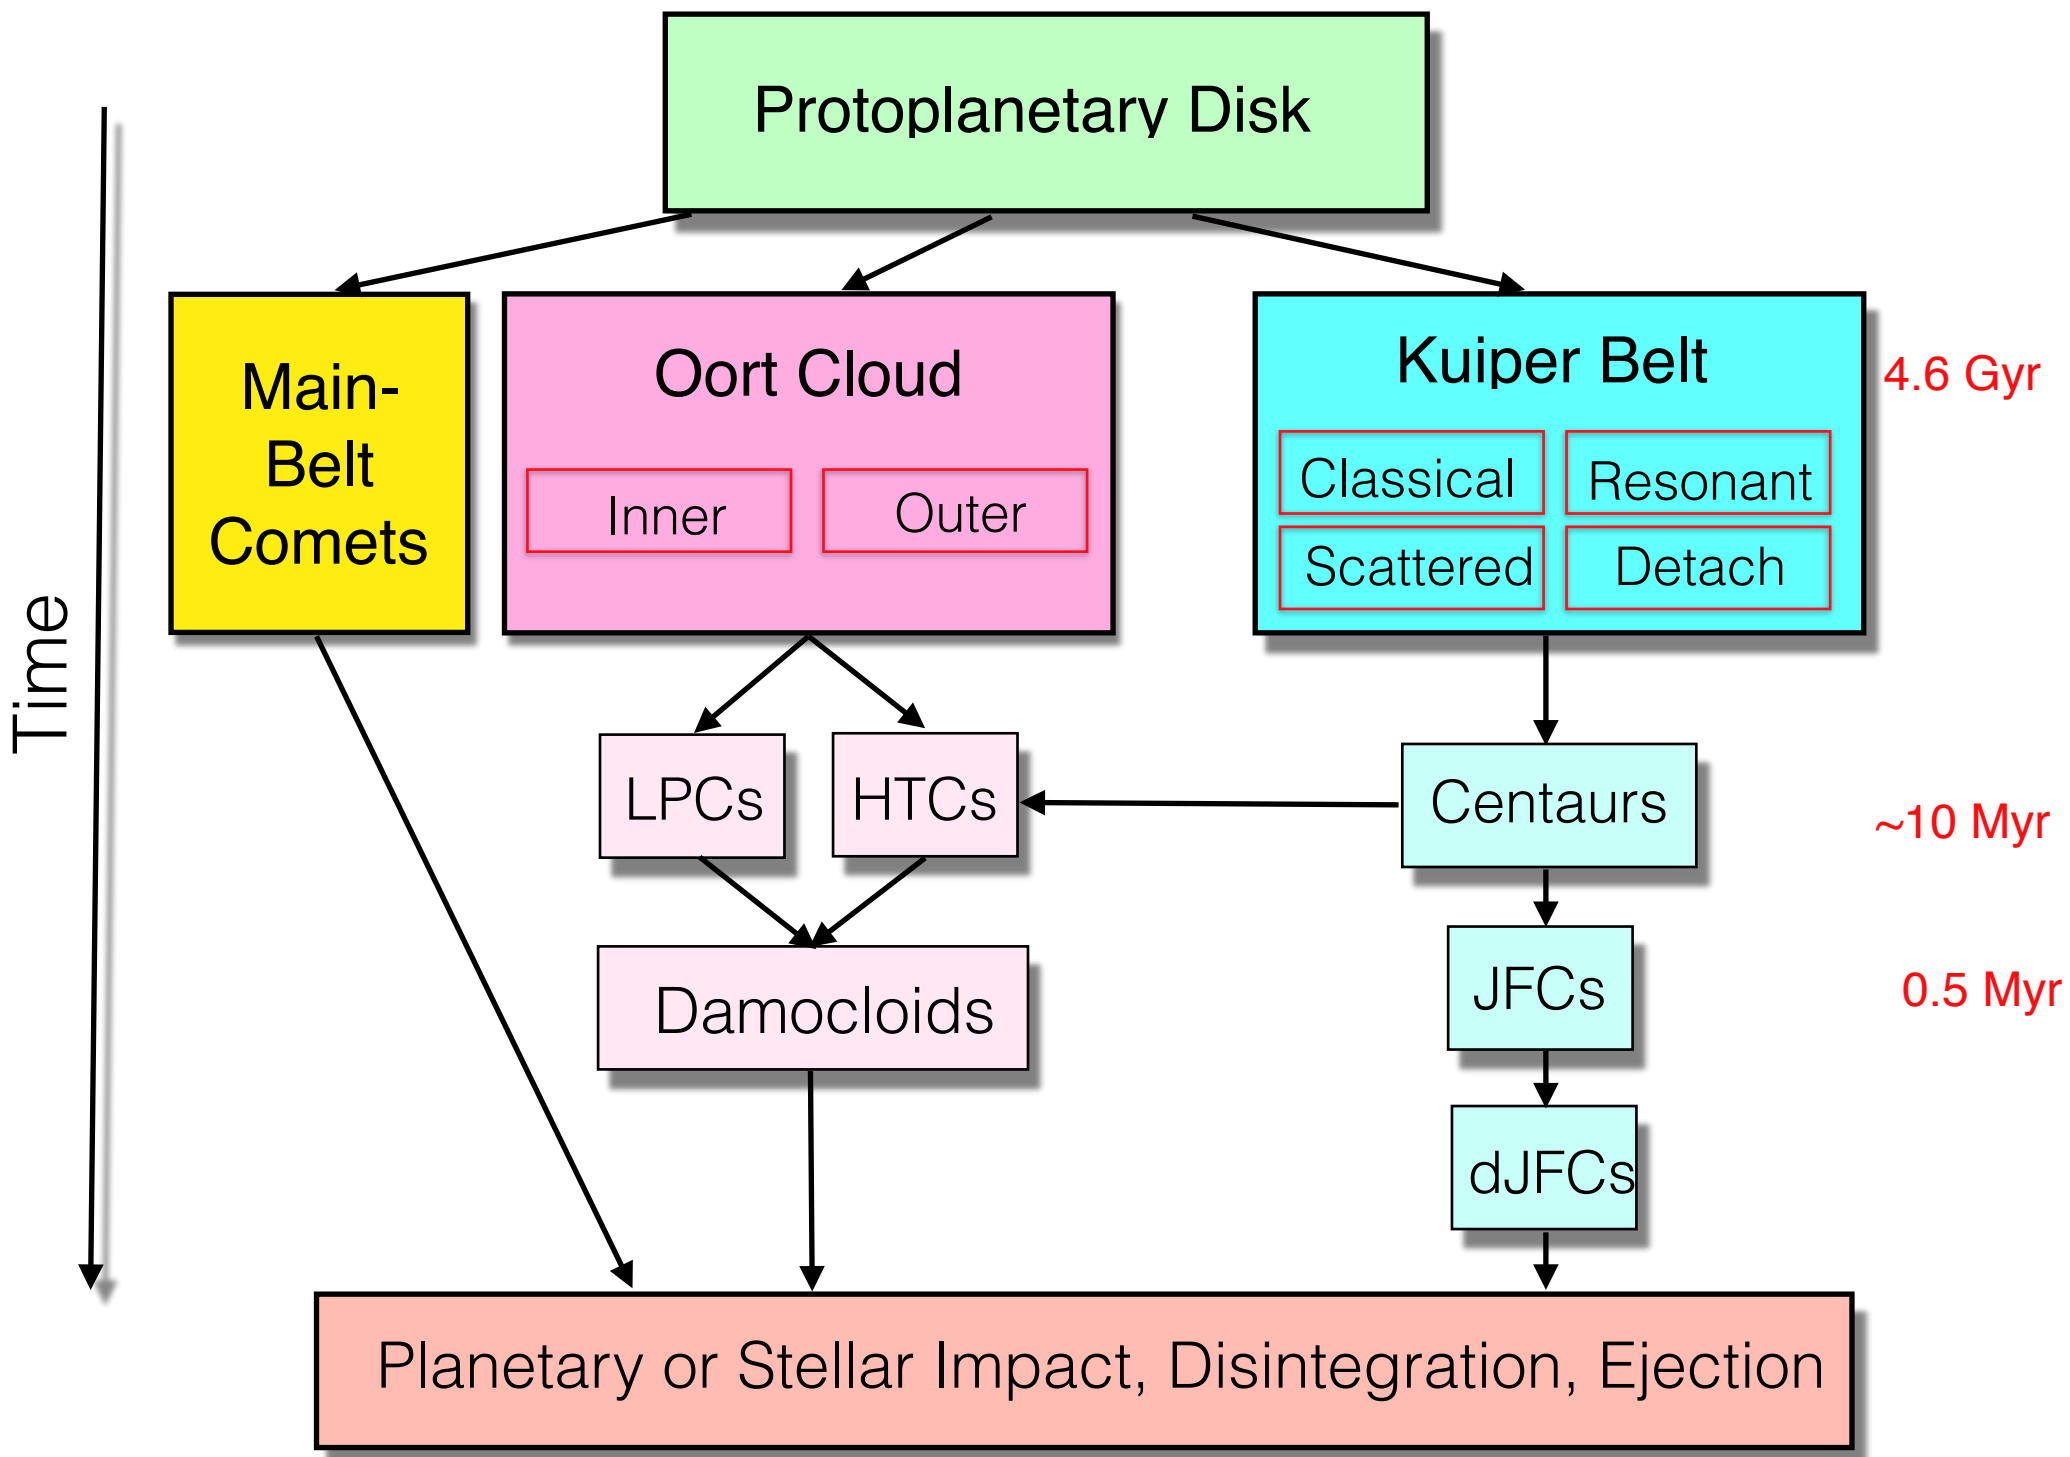 Protoplanetary Disk
Time
Main-
Belt
Comets
Oort Cloud
Inner
Outer
Kuiper Belt
Classical
Resonant
Scattered
Detach
4.6 Gyr
LPCs
HTCs
Centaurs
~10 Myr
Damocloids
JFCs
0.5 Myr
dJFCs
Planetary or Stellar Impact, Disintegration, Ejection